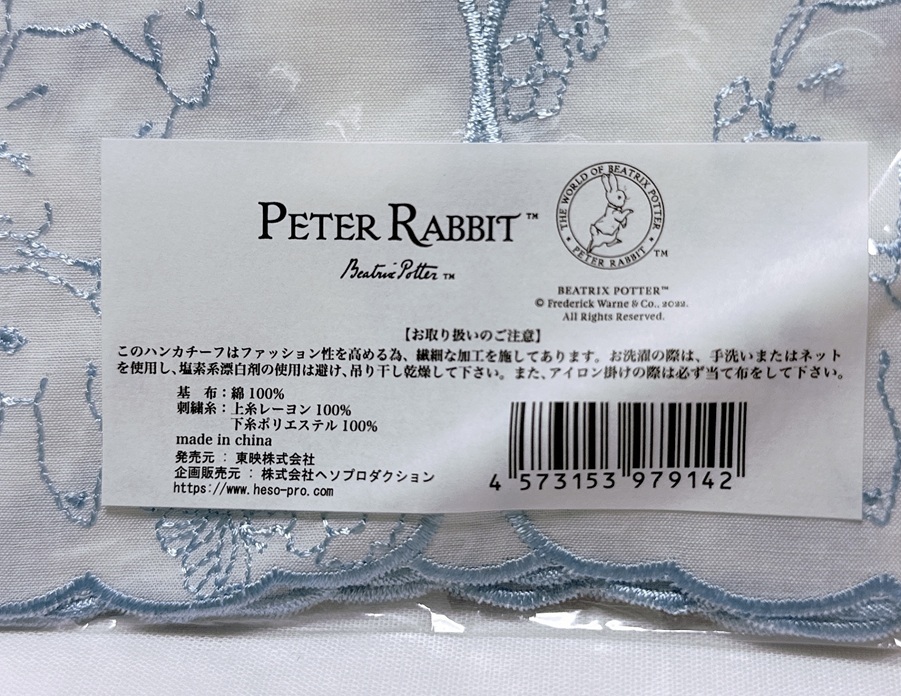 PETER RABBIT™
Beatrix Potter™
THE WORLD OF BEATRIX POTTER
• PETER RABBIT •
TM
BEATRIX POTTER™
© Frederick Warne & Co., 2022.
All Rights Reserved.
【お取り扱いのご注意】
このハンカチーフはファッション性を高める為、繊細な加工を施してあります。お洗濯の際は、手洗いまたはネット
を使用し、塩素系漂白剤の使用は避け、吊り干し乾燥して下さい。また、アイロン掛けの際は必ず当て布をして下さい。
基 布：綿 100%
刺繍糸：上糸レーヨン 100%
下糸ポリエステル 100%
made in china
発売元 ： 東映株式会社
企画販売元 ： 株式会社ヘソプロダクション
https://www.heso-pro.com
4 573153 979142